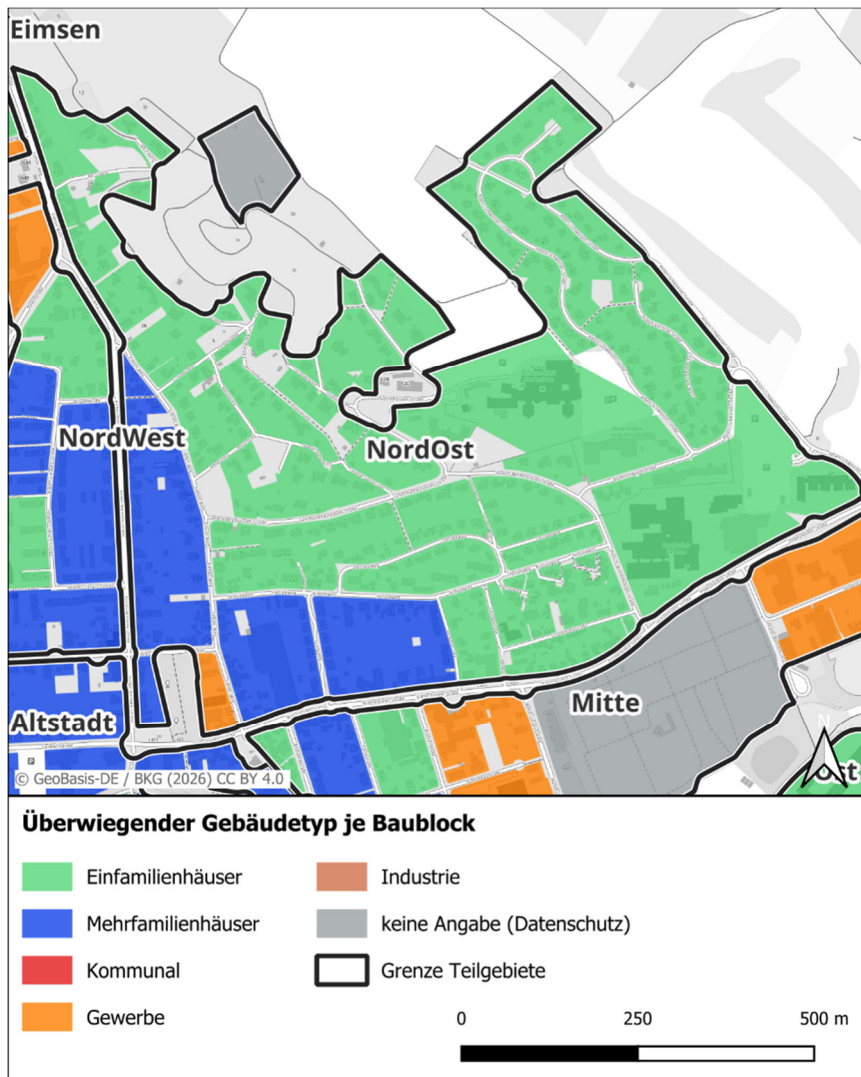 Eimsen
NordWest
NordOst
Altstadt
Mitte
N
Ost
© GeoBasis-DE / BKG (2026) CC BY 4.0
Überwiegender Gebäudetyp je Baublock
Einfamilienhäuser
Mehrfamilienhäuser
Kommunal
Gewerbe
Industrie
keine Angabe (Datenschutz)
Grenze Teilgebiete
0 250 500 m